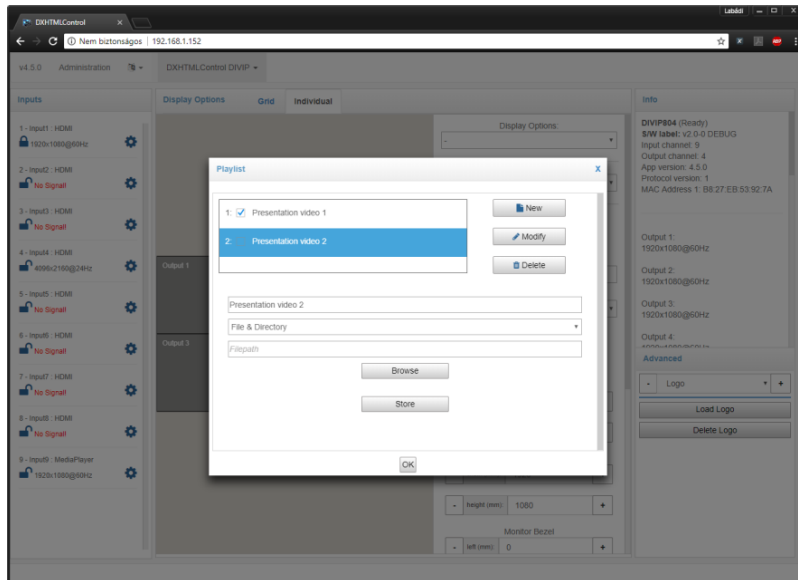 Labádi
DXHTMLControl
Nem biztonságos | 192.168.1.152
v4.5.0 Administration DXHTMLControl DIVIP
Inputs
1 - Input1 : HDMI
1920x1080@60Hz
2 - Input2 : HDMI
No Signal!
3 - Input3 : HDMI
No Signal!
4 - Input4 : HDMI
4096x2160@24Hz
5 - Input5 : HDMI
No Signal!
6 - Input6 : HDMI
No Signal!
7 - Input7 : HDMI
No Signal!
8 - Input8 : HDMI
No Signal!
9 - Input9 : MediaPlayer
1920x1080@60Hz
Display Options Grid Individual
Output 1
Output 3
Display Options:
-
Playlist x
1: Presentation video 1
2: Presentation video 2
New
Modify
Delete
Presentation video 2
File & Directory
Filepath
Browse
Store
OK
- height (mm): 1080 +
Monitor Bezel
- left (mm): 0 +
Info
DIVIP804 (Ready)
S/W label: v2.0-0 DEBUG
Input channel: 9
Output channel: 4
App version: 4.5.0
Protocol version: 1
MAC Address 1: B8:27:EB:53:92:7A
Output 1:
1920x1080@60Hz
Output 2:
1920x1080@60Hz
Output 3:
1920x1080@60Hz
Output 4:
Advanced
- Logo +
Load Logo
Delete Logo